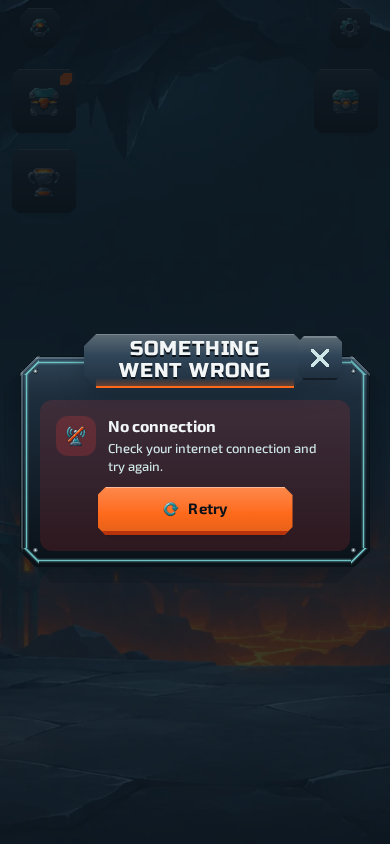 SOMETHING
WENT WRONG
No connection
Check your internet connection and
try again.
Retry